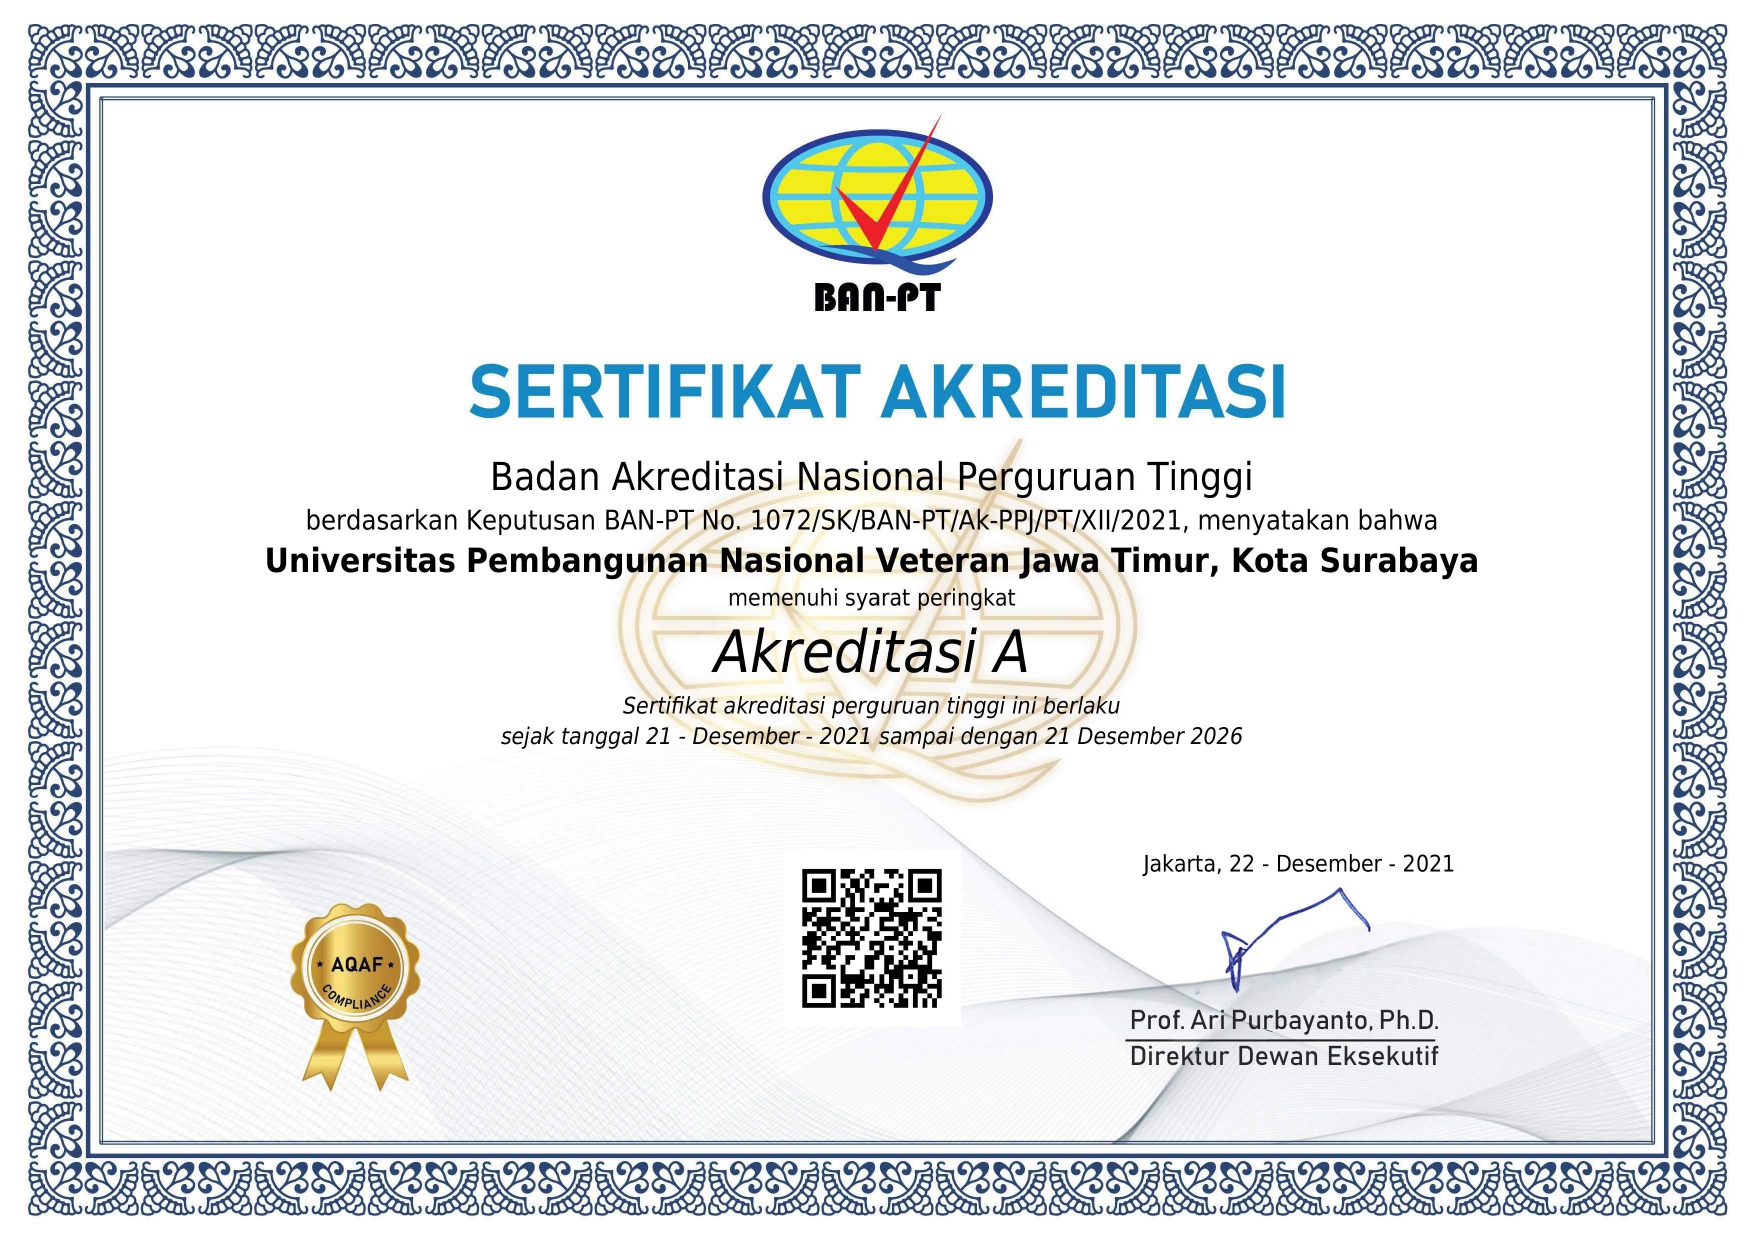 BAN-PT
SERTIFIKAT AKREDITASI
Badan Akreditasi Nasional Perguruan Tinggi
berdasarkan Keputusan BAN-PT No. 1072/SK/BAN-PT/Ak-PPJ/PT/XII/2021, menyatakan bahwa
Universitas Pembangunan Nasional Veteran Jawa Timur, Kota Surabaya
memenuhi syarat peringkat
Akreditasi A
Sertifikat akreditasi perguruan tinggi ini berlaku
sejak tanggal 21 - Desember - 2021 sampai dengan 21 Desember 2026
Jakarta, 22 - Desember - 2021
AQAF
COMPLIANCE
Prof. Ari Purbayanto, Ph.D.
Direktur Dewan Eksekutif